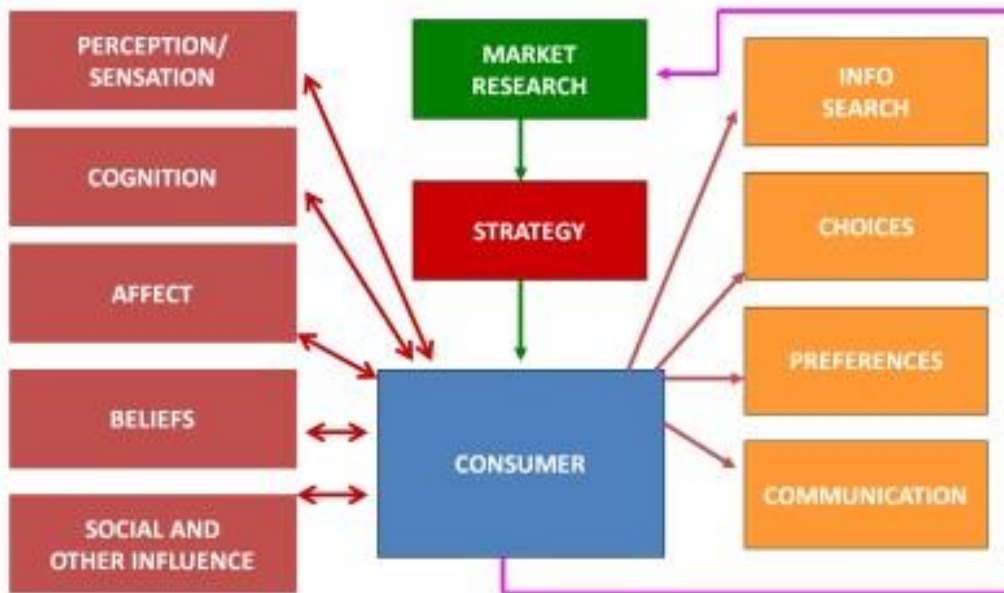 PERCEPTION/
SENSATION
COGNITION
AFFECT
BELIEFS
SOCIAL AND
OTHER INFLUENCE
MARKET
RESEARCH
STRATEGY
CONSUMER
INFO
SEARCH
CHOICES
PREFERENCES
COMMUNICATION